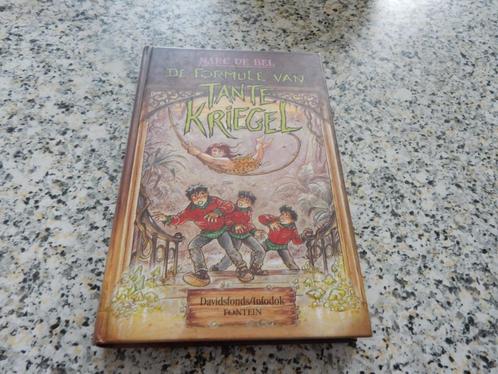 MARC DE BEL
DE FORMULE VAN
TANTE
KRIEGEL
Davidsfonds/Infodok
FONTEIN